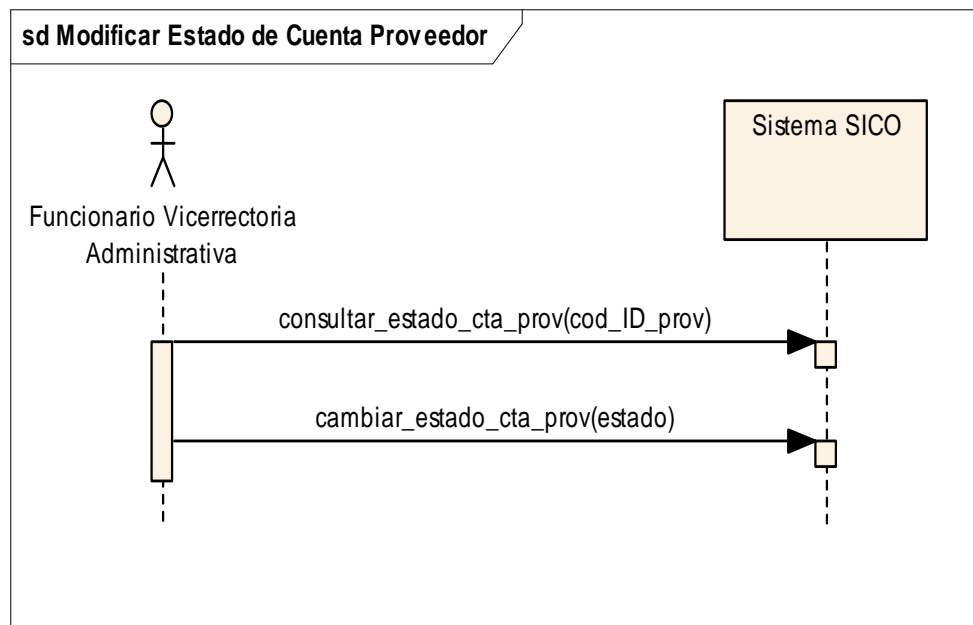 sd Modificar Estado de Cuenta Proveedor
Sistema SICO
Funcionario Vicerrectoria
Administrativa
consultar_estado_cta_prov(cod_ID_prov)
cambiar_estado_cta_prov(estado)